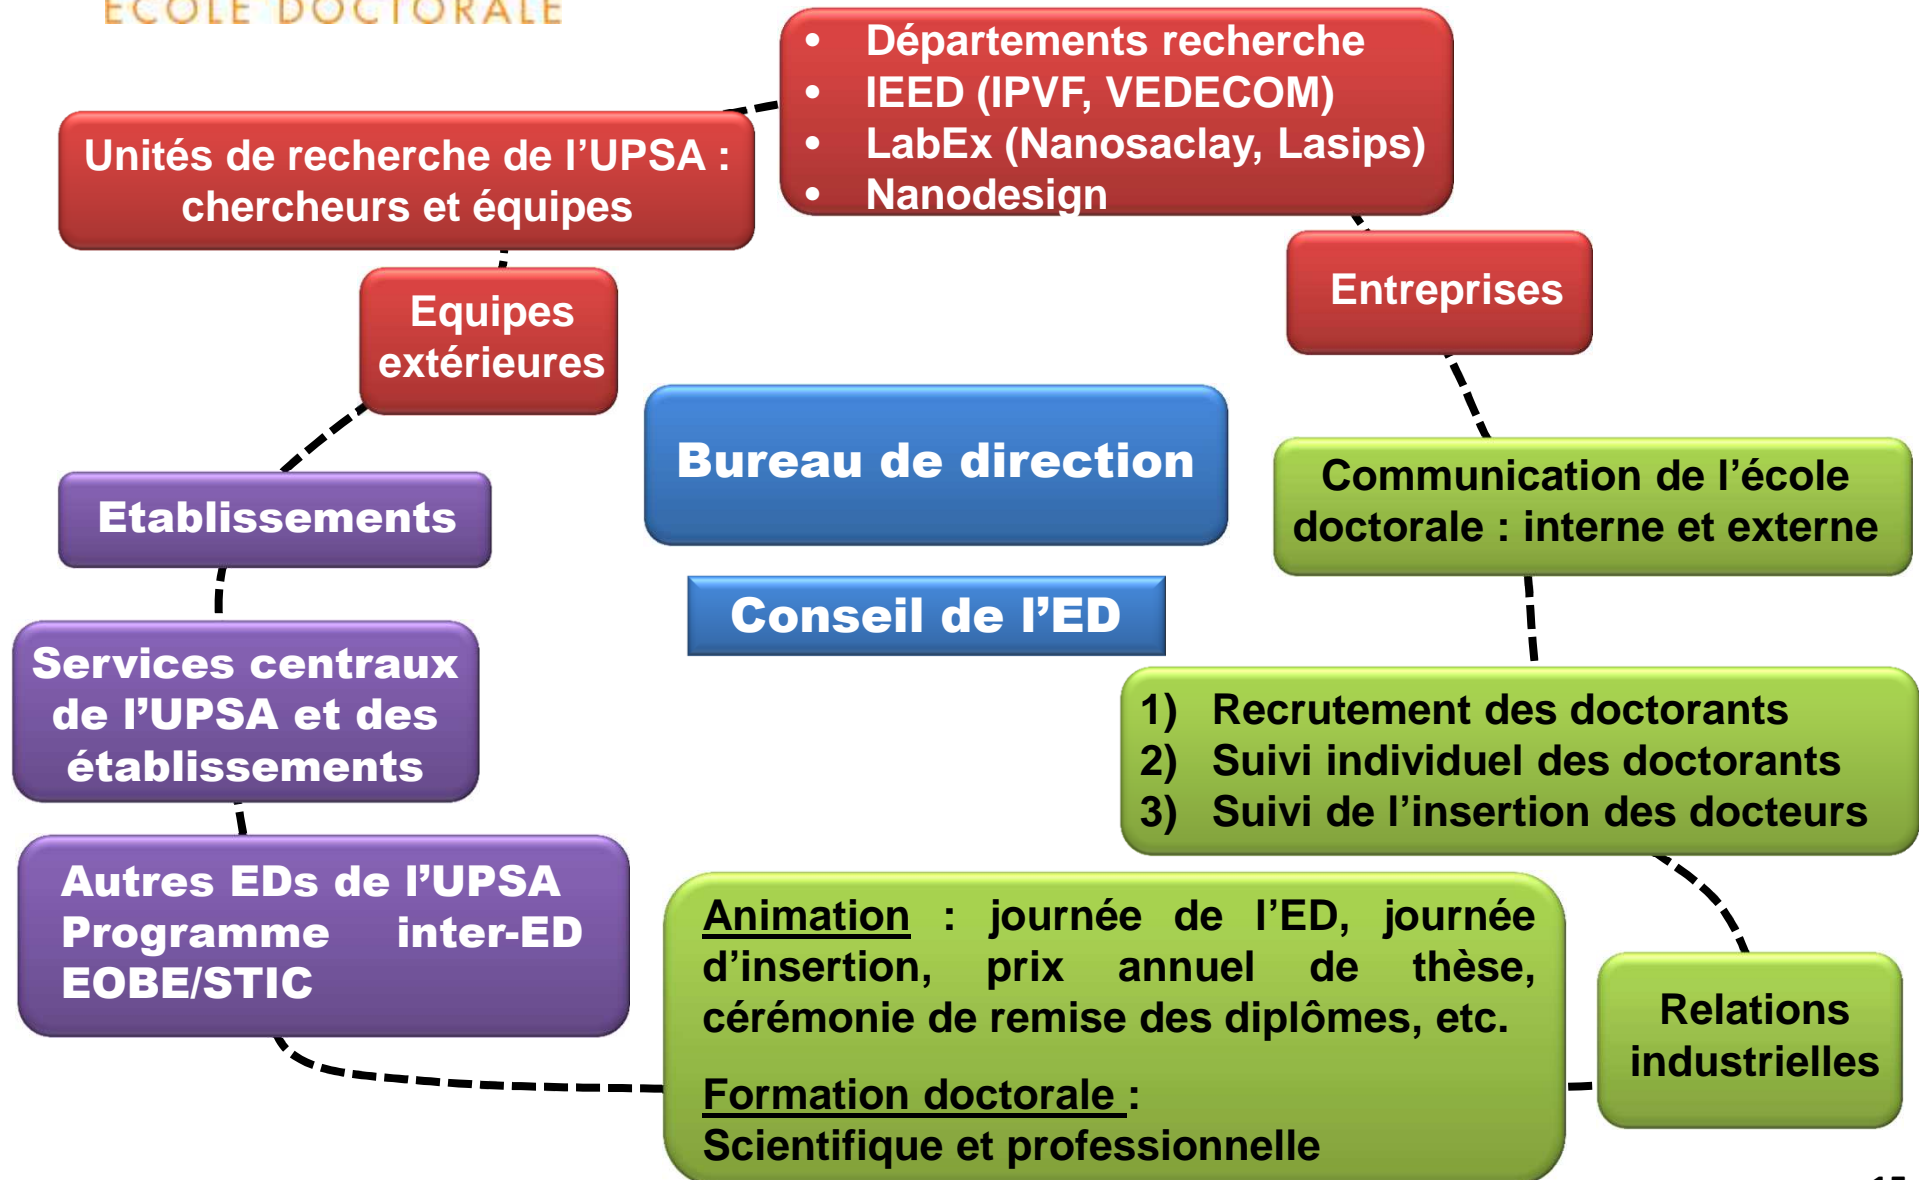 ECOLE DOCTORALE
• Départements recherche
• IEED (IPVF, VEDECOM)
• LabEx (Nanosaclay, Lasips)
• Nanodesign
Unités de recherche de l’UPSA :
chercheurs et équipes
Equipes
extérieures
Entreprises
Bureau de direction
Conseil de l’ED
Etablissements
Communication de l’école
doctorale : interne et externe
Services centraux
de l’UPSA et des
établissements
1) Recrutement des doctorants
2) Suivi individuel des doctorants
3) Suivi de l’insertion des docteurs
Autres EDs de l’UPSA
Programme inter-ED
EOBE/STIC
Animation : journée de l’ED, journée
d’insertion, prix annuel de thèse,
cérémonie de remise des diplômes, etc.
Formation doctorale :
Scientifique et professionnelle
Relations
industrielles